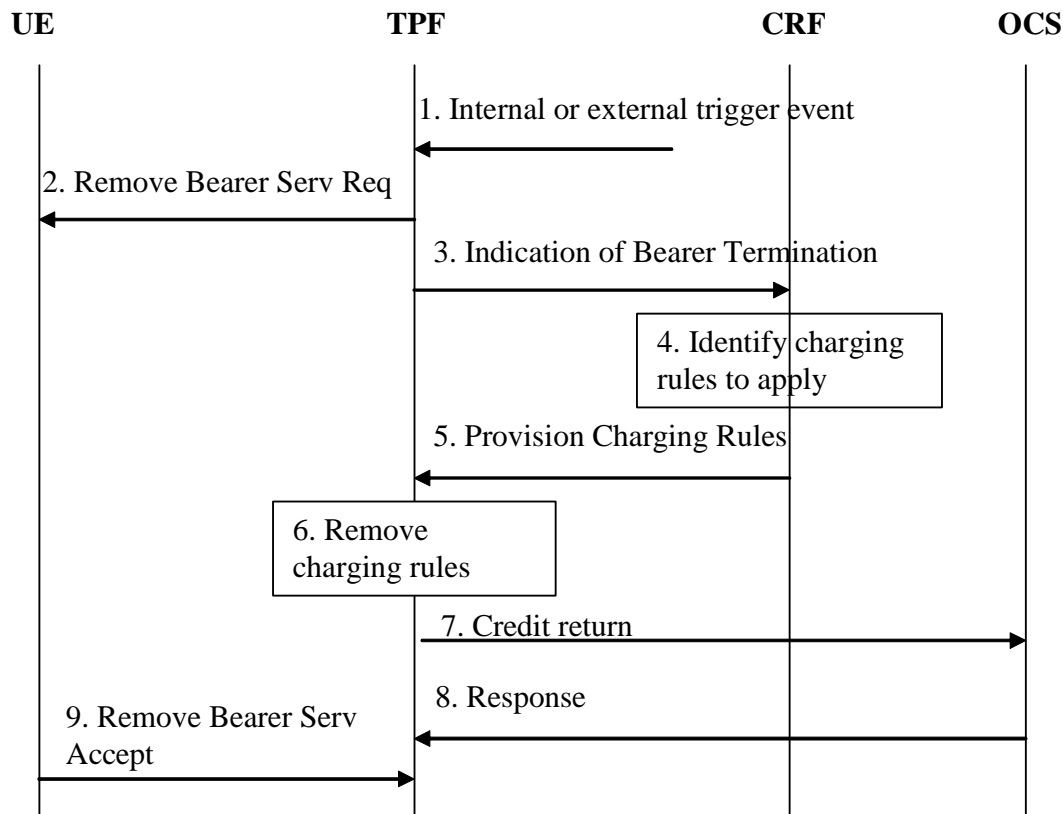 UE TPF CRF OCS
1. Internal or external trigger event
2. Remove Bearer Serv Req
3. Indication of Bearer Termination
4. Identify charging
rules to apply
5. Provision Charging Rules
6. Remove
charging rules
7. Credit return
8. Response
9. Remove Bearer Serv
Accept